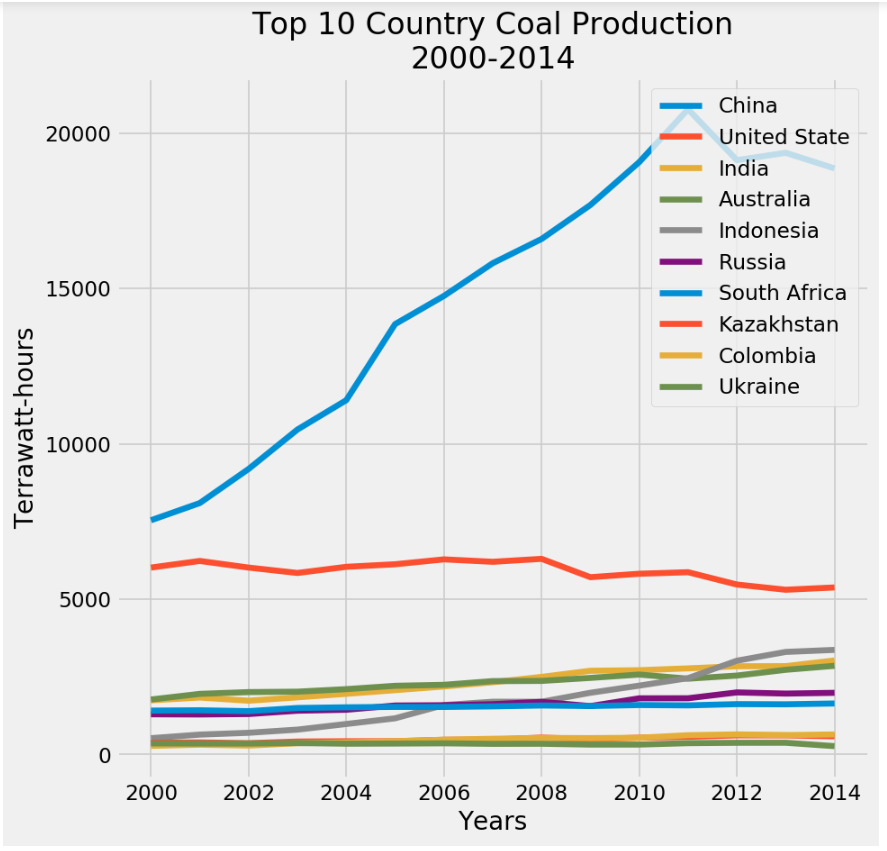 Top 10 Country Coal Production
2000-2014
China
United State
India
Australia
Indonesia
Russia
South Africa
Kazakhstan
Colombia
Ukraine
Terrawatt-hours
20000
15000
10000
5000
0
2000 2002 2004 2006 2008 2010 2012 2014
Years